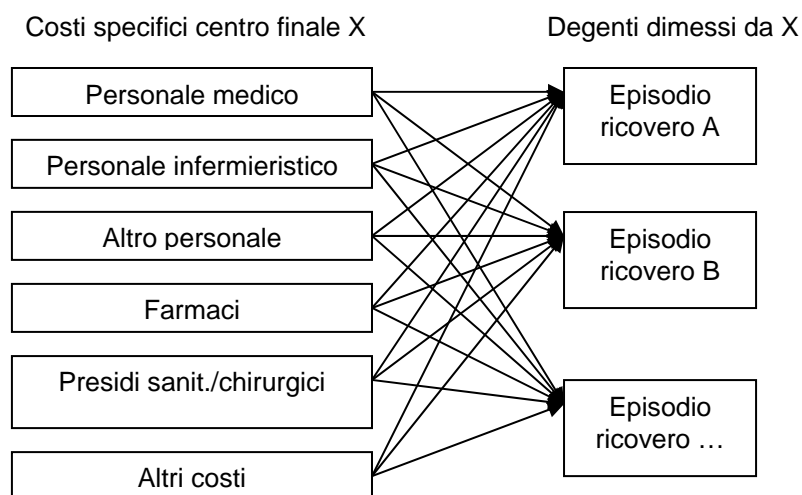 Costi specifici centro finale X
Degenti dimessi da X
Personale medico
Personale infermieristico
Altro personale
Farmaci
Presidi sanit./chirurgici
Altri costi
Episodio
ricovero A
Episodio
ricovero B
Episodio
ricovero …